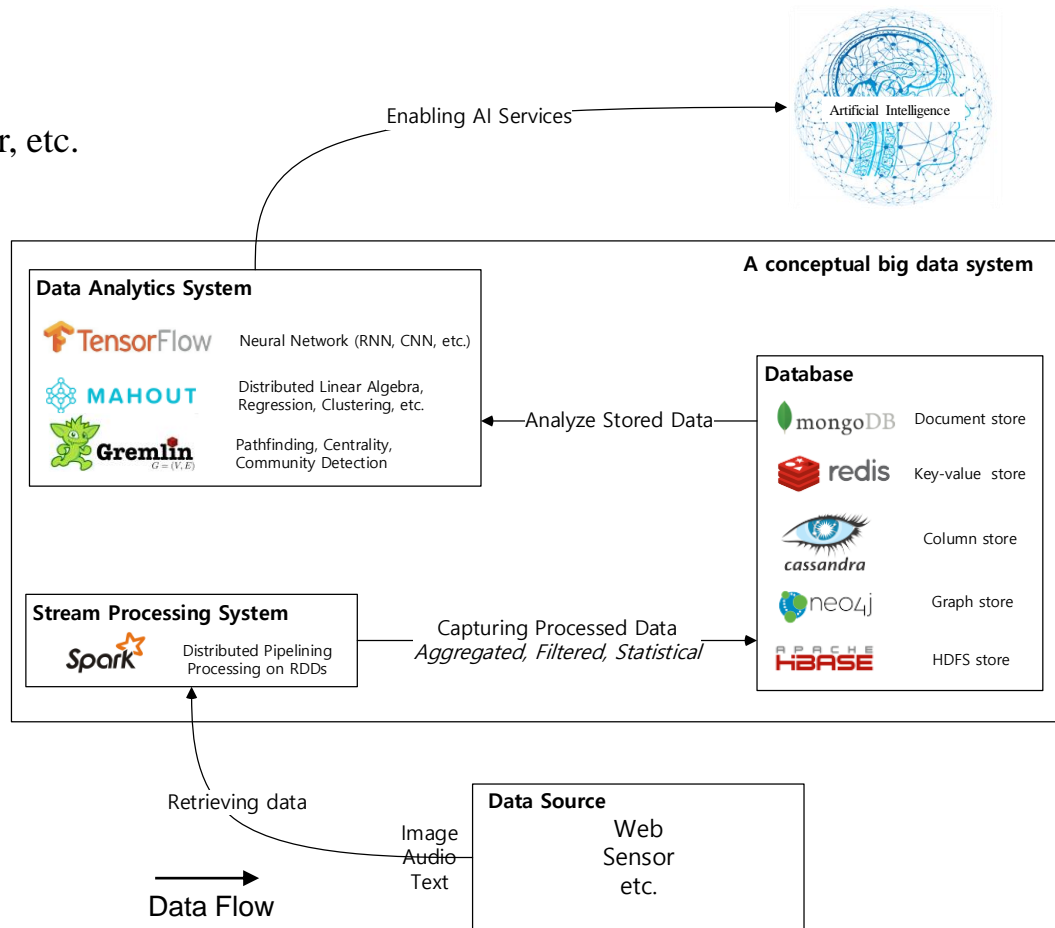 Enabling AI Services
Artificial Intelligence
r, etc.
A conceptual big data system
Data Analytics System
TensorFlow
Neural Network (RNN, CNN, etc.)
MAHOUT
Distributed Linear Algebra,
Regression, Clustering, etc.
Gremlin
G = (V, E)
Pathfinding, Centrality,
Community Detection
Analyze Stored Data
Database
mongoDB
Document store
redis
Key-value store
cassandra
Column store
neo4j
Graph store
APACHE
HBASE
HDFS store
Stream Processing System
Spark
Distributed Pipelining
Processing on RDDs
Capturing Processed Data
Aggregated, Filtered, Statistical
Retrieving data
Image
Audio
Text
Data Source
Web
Sensor
etc.
Data Flow